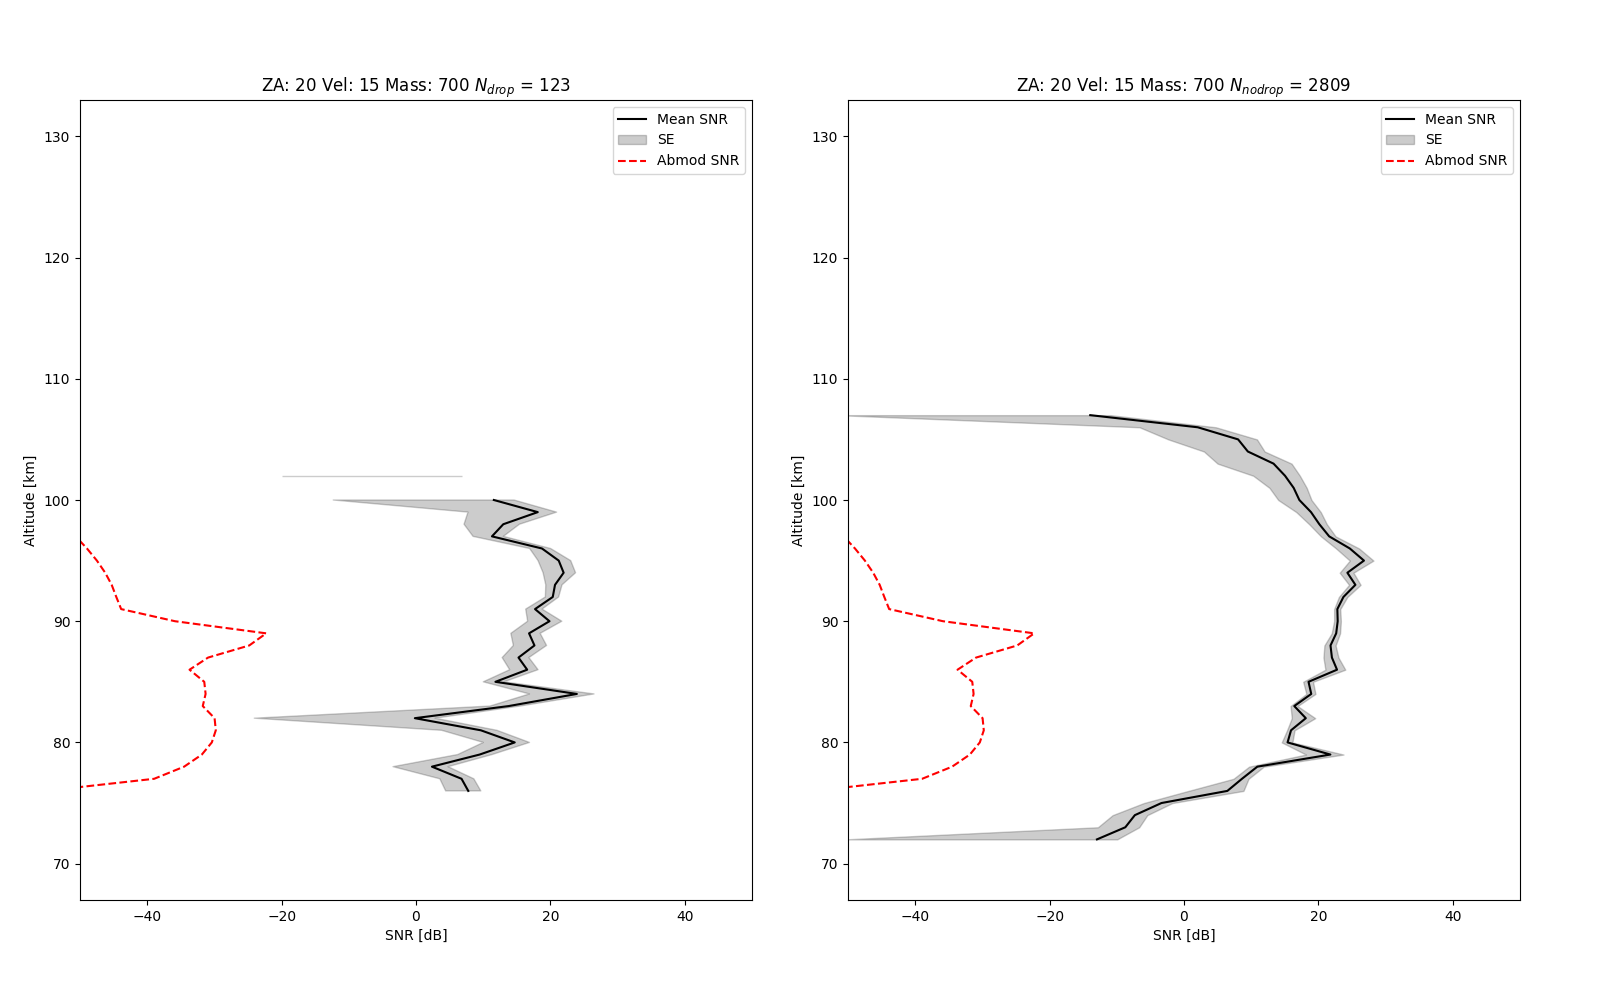 ZA: 20 Vel: 15 Mass: 700 N_drop = 123
Mean SNR
SE
Abmod SNR
130
120
110
100
90
80
70
Altitude [km]
−40
−20
0
20
40
SNR [dB]
ZA: 20 Vel: 15 Mass: 700 N_nodrop = 2809
Mean SNR
SE
Abmod SNR
130
120
110
100
90
80
70
Altitude [km]
−40
−20
0
20
40
SNR [dB]